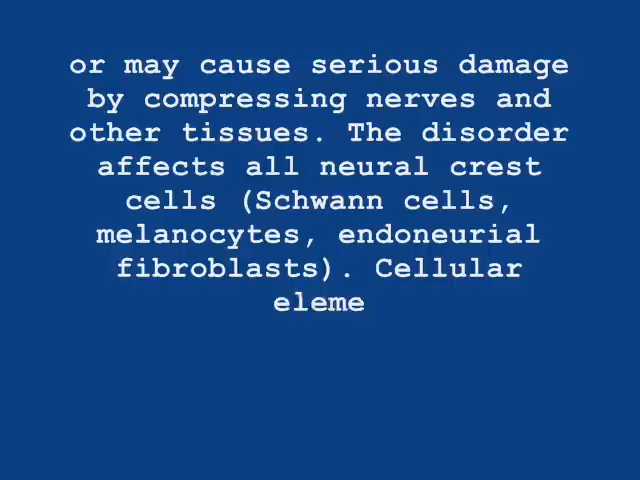 or may cause serious damage
by compressing nerves and
other tissues. The disorder
affects all neural crest
cells (Schwann cells,
melanocytes, endoneurial
fibroblasts). Cellular
eleme